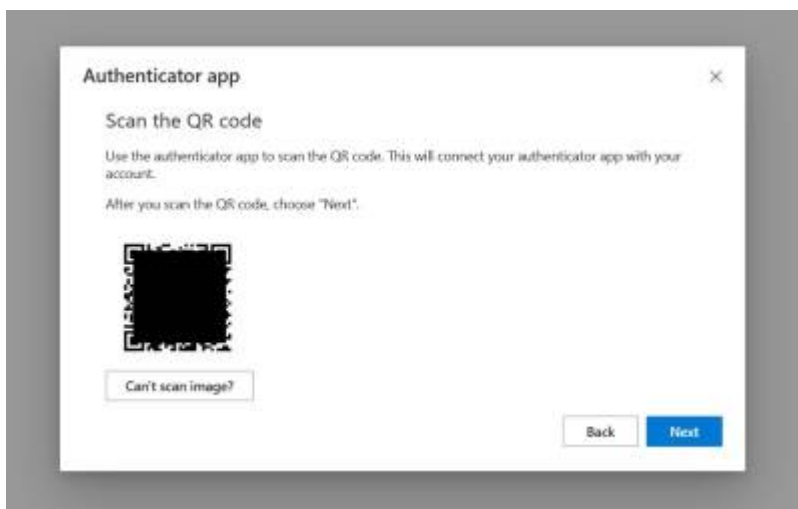 Authenticator app
Scan the QR code
Use the authenticator app to scan the QR code. This will connect your authenticator app with your
account.
After you scan the QR code, choose "Next".
Can't scan image?
Back
Next